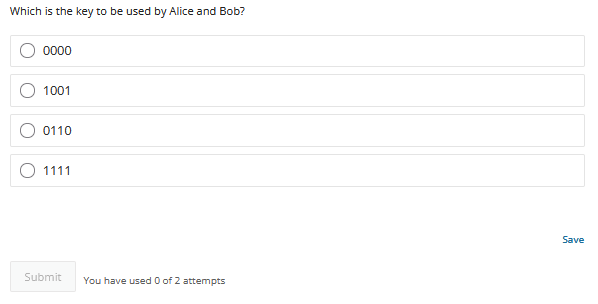 Which is the key to be used by Alice and Bob?
0000
1001
0110
1111
Save
Submit
You have used 0 of 2 attempts